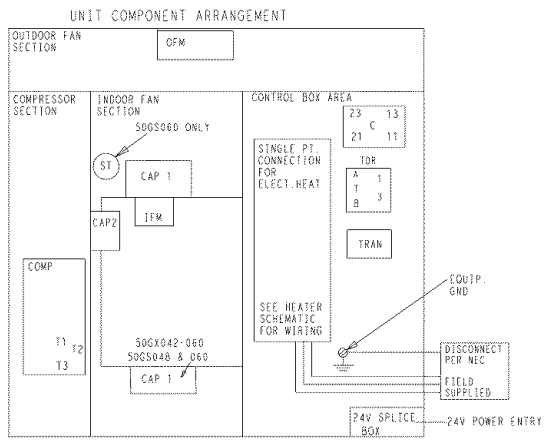 UNIT COMPONENT ARRANGEMENT
OUTDOOR FAN
SECTION
OFM
COMPRESSOR
SECTION
INDOOR FAN
SECTION
50GS060 ONLY
CONTROL BOX AREA
23 13
C
21 11
SINGLE PT.
CONNECTION
FOR
ELECT.HEAT
TDR
A 1
T
B 3
ST
CAP 1
CAP2
IFM
TRAN
COMP
T1
T2
T3
EQUIP.
GND
SEE HEATER
SCHEMATIC
FOR WIRING
50GX042-060
50GS048 & 060
CAP 1
DISCONNECT
PER NEC
FIELD
SUPPLIED
24V SPLICE
BOX
24V POWER ENTRY